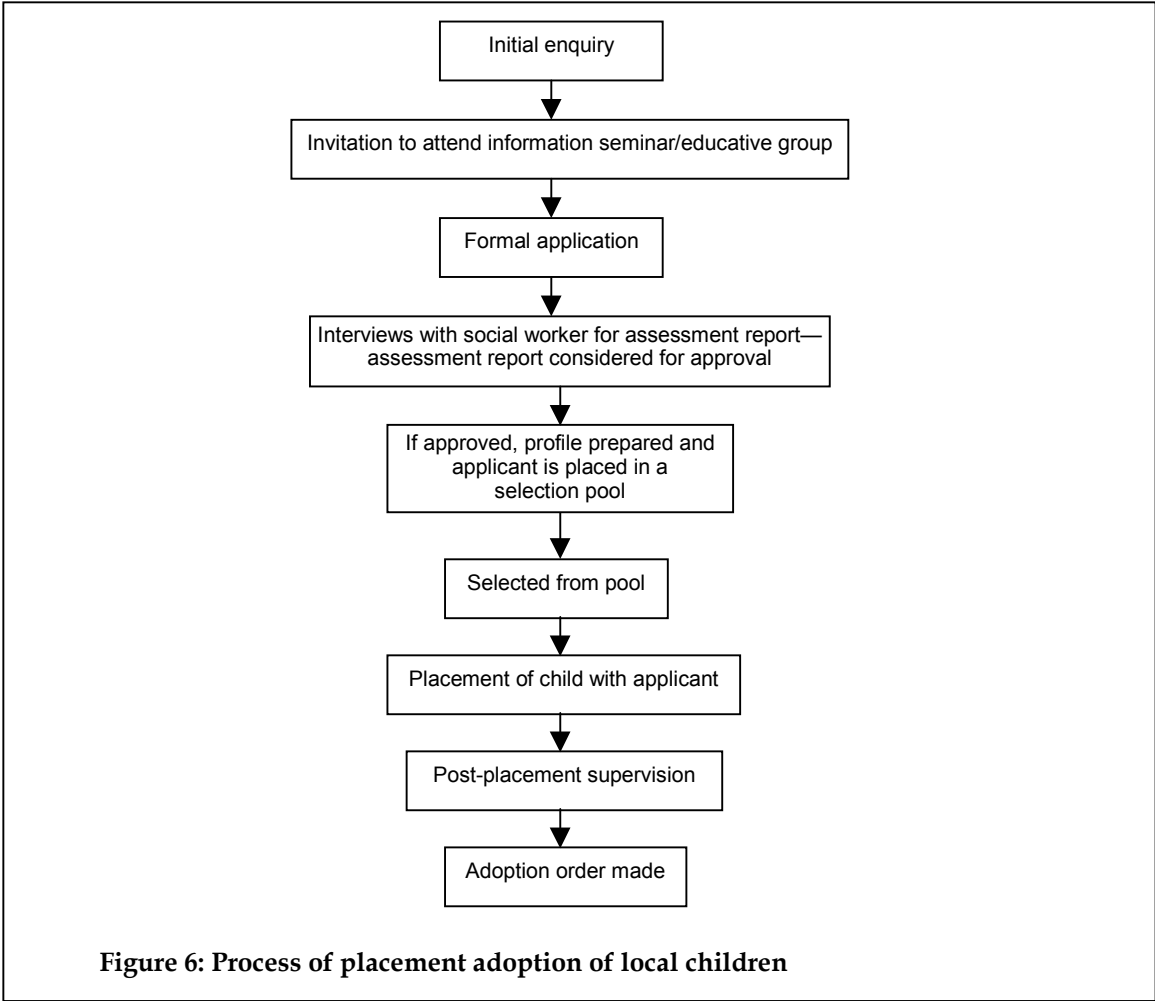 Initial enquiry
Invitation to attend information seminar/educative group
Formal application
Interviews with social worker for assessment report—
assessment report considered for approval
If approved, profile prepared and
applicant is placed in a
selection pool
Selected from pool
Placement of child with applicant
Post-placement supervision
Adoption order made
Figure 6: Process of placement adoption of local children